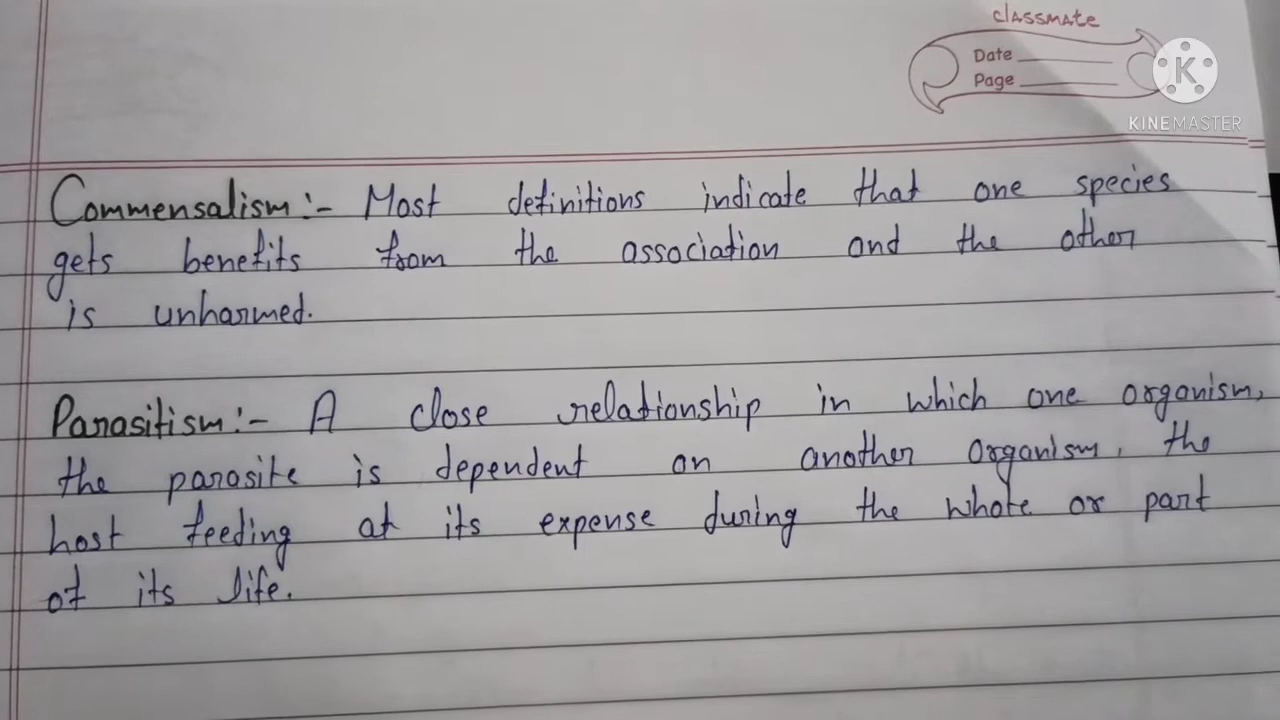 classmate
Date
Page
K
KINEMASTER
Commensalism:- Most definitions indicate that one species
gets benefits from the association and the other
is unharmed.
Parasitism:- A close relationship in which one organism,
the parasite is dependent on another organism, the
host feeding at its expense during the whole or part
of its life.